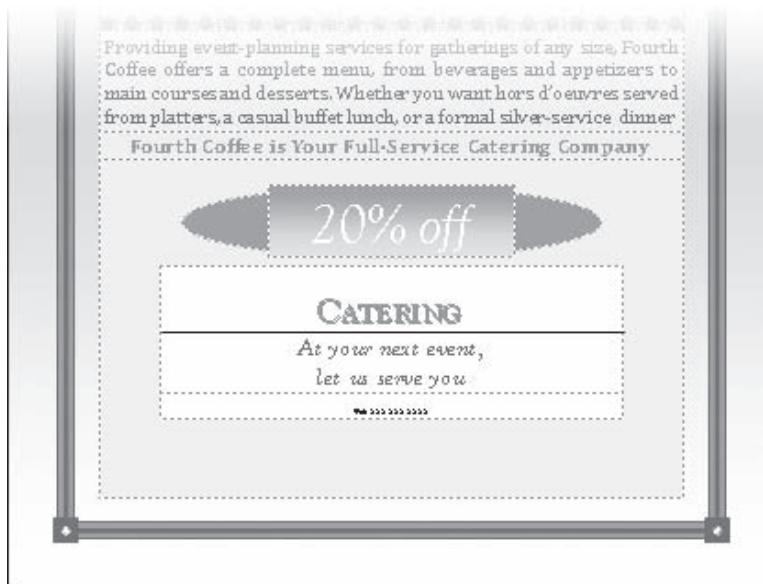 Providing event-planning services for gatherings of any size, Fourth
Coffee offers a complete menu, from beverages and appetizers to
main courses and desserts. Whether you want hors d'oeuvres served
from platters, a casual buffet lunch, or a formal silver-service dinner
Fourth Coffee is Your Full-Service Catering Company
20% off
CATERING
At your next event,
let us serve you